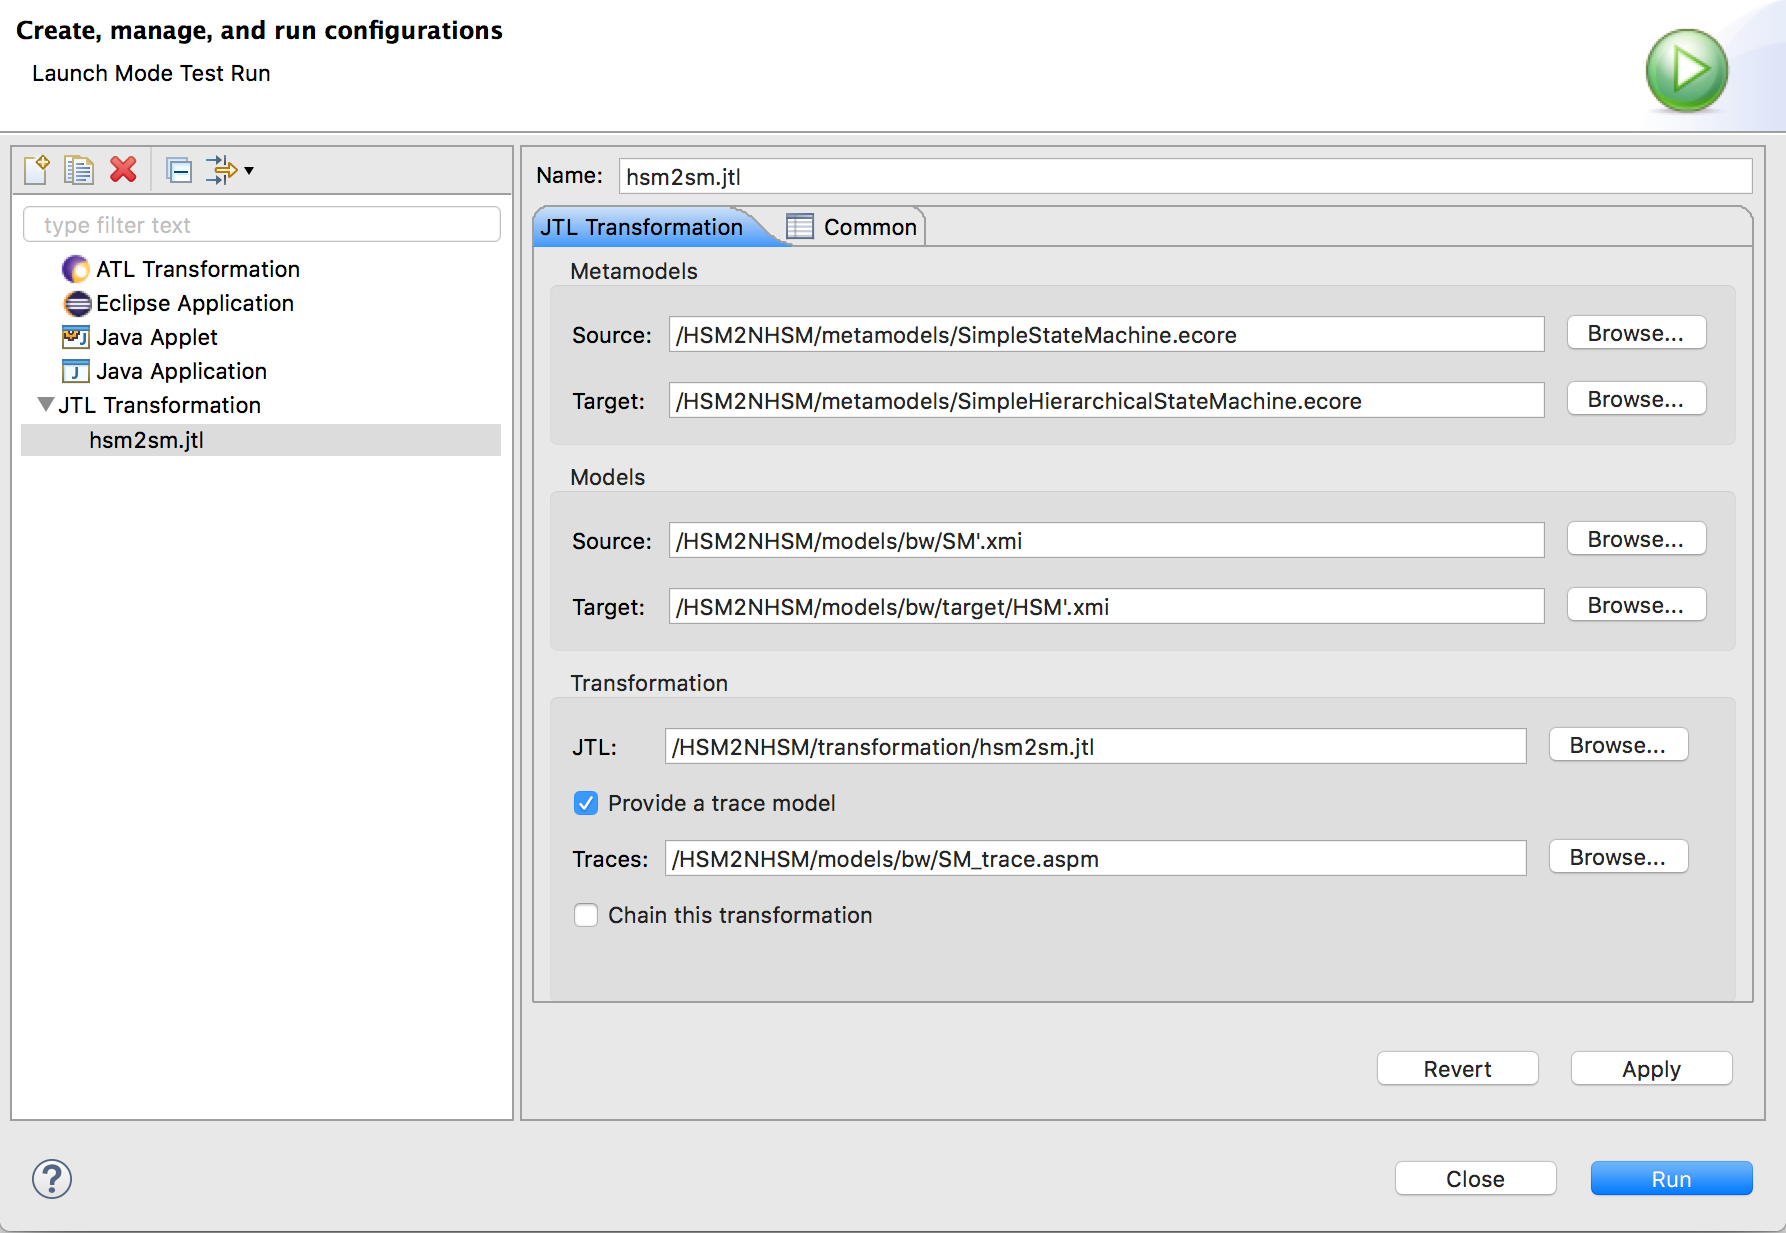 Create, manage, and run configurations
Launch Mode Test Run
type filter text
ATL Transformation
Eclipse Application
Java Applet
Java Application
JTL Transformation
hsm2sm.jtl
Name: hsm2sm.jtl
JTL Transformation Common
Metamodels
Source: /HSM2NHSM/metamodels/SimpleStateMachine.ecore Browse...
Target: /HSM2NHSM/metamodels/SimpleHierarchicalStateMachine.ecore Browse...
Models
Source: /HSM2NHSM/models/bw/SM'.xmi Browse...
Target: /HSM2NHSM/models/bw/target/HSM'.xmi Browse...
Transformation
JTL: /HSM2NHSM/transformation/hsm2sm.jtl Browse...
Provide a trace model
Traces: /HSM2NHSM/models/bw/SM_trace.aspm Browse...
Chain this transformation
Revert Apply
? Close Run